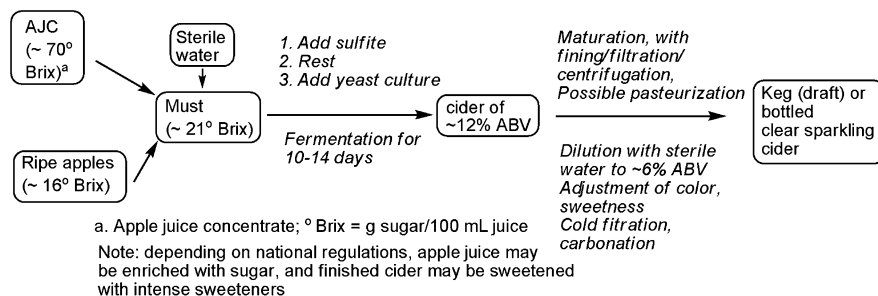 AJC
(~ 70º
Brix)ª
Sterile
water
1. Add sulfite
2. Rest
3. Add yeast culture
Maturation, with
fining/filtration/
centrifugation,
Possible pasteurization
Must
(~ 21º Brix)
cider of
~12% ABV
Keg (draft) or
bottled
clear sparkling
cider
Fermentation for
10-14 days
Ripe apples
(~ 16º Brix)
Dilution with sterile
water to ~6% ABV
Adjustment of color,
sweetness
Cold fitration,
carbonation
a. Apple juice concentrate; º Brix = g sugar/100 mL juice
Note: depending on national regulations, apple juice may
be enriched with sugar, and finished cider may be sweetened
with intense sweeteners